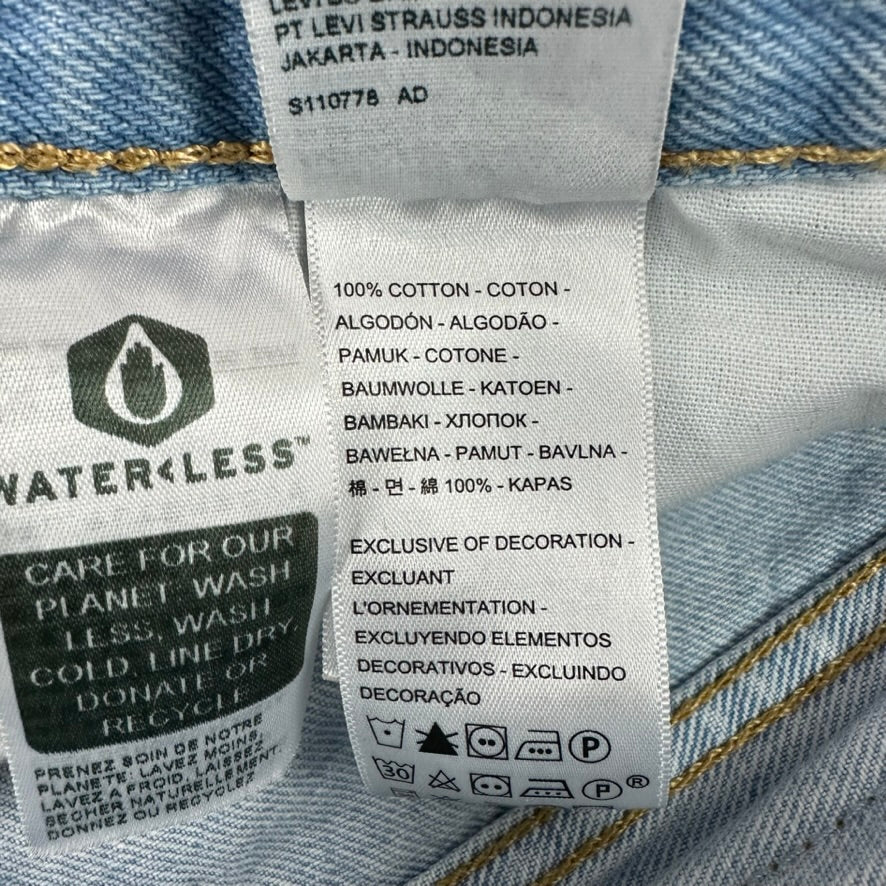 PT LEVI STRAUSS INDONESIA
JAKARTA - INDONESIA
S110778 AD
WATER<LESS™
CARE FOR OUR
PLANET WASH
LESS, WASH
COLD, LINE DRY,
DONATE OR
RECYCLE
PRENEZ SOIN DE NOTRE
PLANÈTE: LAVEZ MOINS,
LAVEZ A FROID, LAISSEZ
SÉCHER NATURELLEMENT,
DONNEZ OU RECYCLEZ
100% COTTON - COTON -
ALGODÓN - ALGODÃO -
PAMUK - COTONE -
BAUMWOLLE - KATOEN -
BAMBAKI - ХЛОПОК -
BAWEŁNA - PAMUT - BAVLNA -
棉 - 면 - 綿 100% - KAPAS
EXCLUSIVE OF DECORATION -
EXCLUANT
L'ORNEMENTATION -
EXCLUYENDO ELEMENTOS
DECORATIVOS - EXCLUINDO
DECORAÇÃO
P
30 P ®